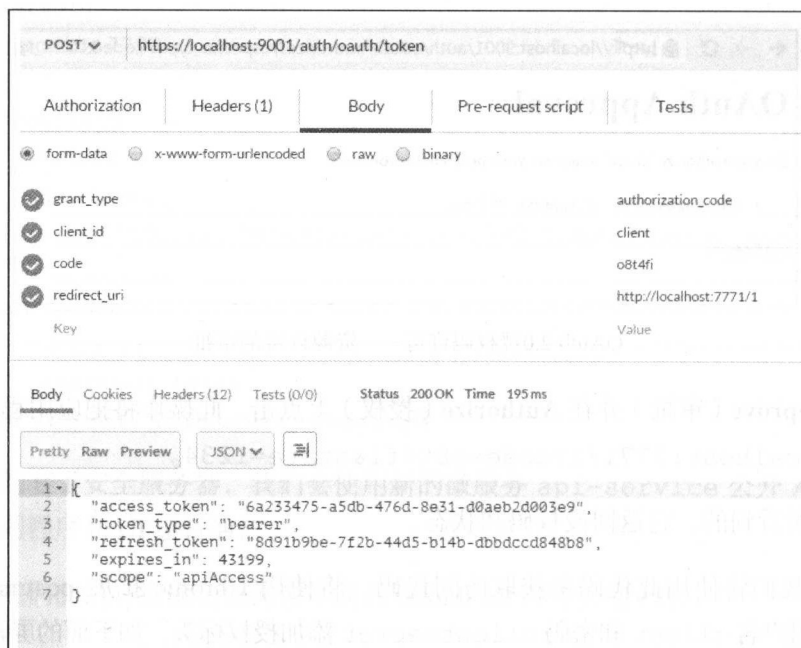 POST https://localhost:9001/auth/oauth/token
Authorization Headers (1) Body Pre-request script Tests
form-data x-www-form-urlencoded raw binary
grant_type authorization_code
client_id client
code o8t4fi
redirect_uri http://localhost:7771/1
Key Value
Body Cookies Headers (12) Tests (0/0) Status 200 OK Time 195 ms
Pretty Raw Preview JSON
1 {
2 "access_token": "6a233475-a5db-476d-8e31-d0aeb2d003e9",
3 "token_type": "bearer",
4 "refresh_token": "8d91b9be-7f2b-44d5-b14b-dbbdccd848b8",
5 "expires_in": 43199,
6 "scope": "apiAccess"
7 }